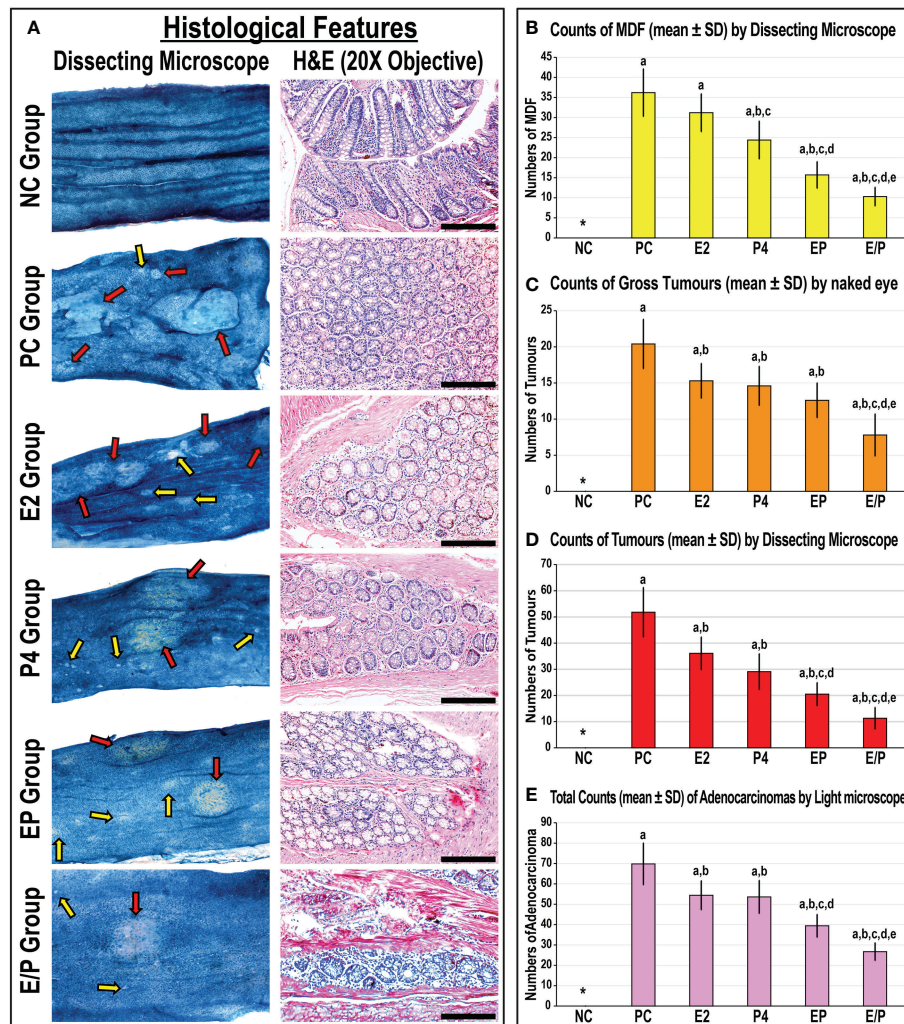 A
Histological Features
Dissecting Microscope
H&E (20X Objective)
NC Group
PC Group
E2 Group
P4 Group
EP Group
E/P Group
B
Counts of MDF (mean ± SD) by Dissecting Microscope
Numbers of MDF
45
40
35
30
25
20
15
10
5
0
*
a
a
a,b,c
a,b,c,d
a,b,c,d,e
NC
PC
E2
P4
EP
E/P
C
Counts of Gross Tumours (mean ± SD) by naked eye
Numbers of Tumours
25
20
15
10
5
0
*
a
a,b
a,b
a,b
a,b,c,d,e
NC
PC
E2
P4
EP
E/P
D
Counts of Tumours (mean ± SD) by Dissecting Microscope
Numbers of Tumours
60
50
40
30
20
10
0
*
a
a,b
a,b
a,b,c,d
a,b,c,d,e
NC
PC
E2
P4
EP
E/P
E
Total Counts (mean ± SD) of Adenocarcinomas by Light microscope
Numbers ofAdenocarcinoma
90
80
70
60
50
40
30
20
10
0
*
a
a,b
a,b
a,b,c,d
a,b,c,d,e
NC
PC
E2
P4
EP
E/P